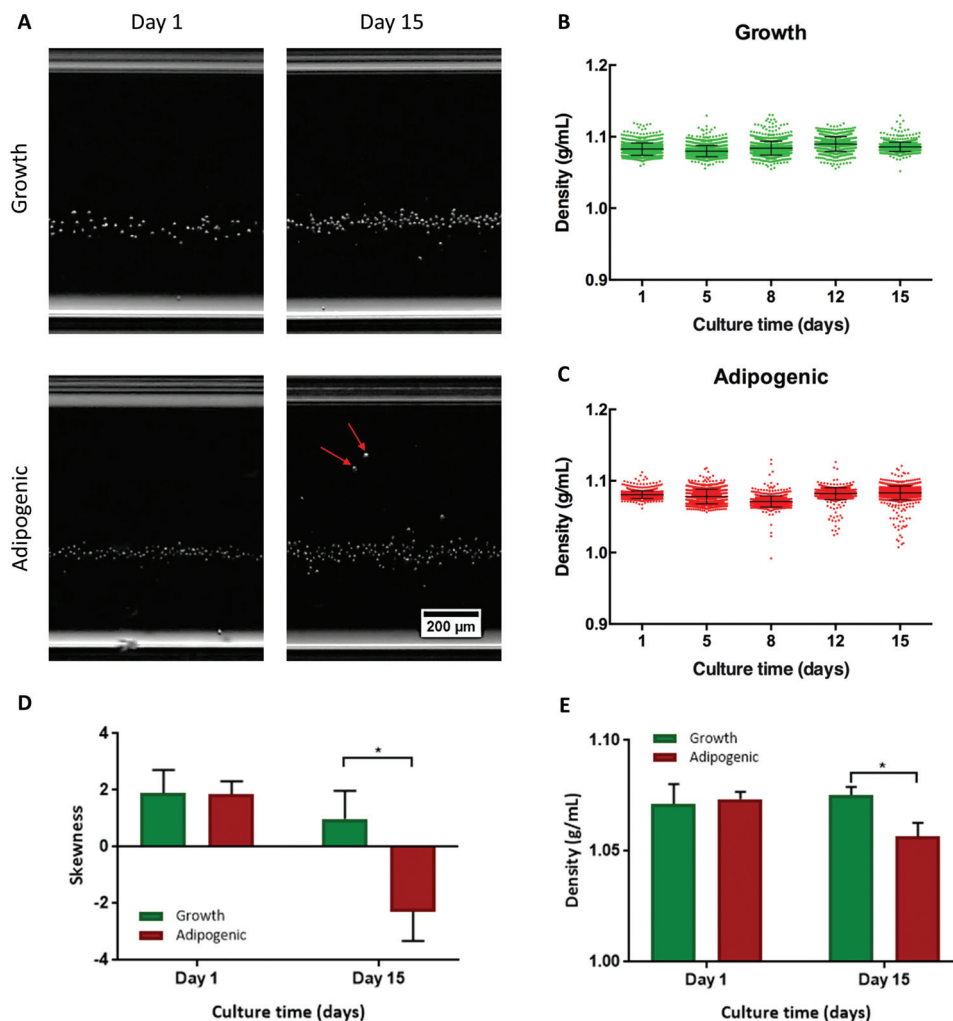 A
Day 1
Day 15
Growth
Adipogenic
200 µm
B
Growth
Density (g/mL)
1.2
1.1
1.0
0.9
1 5 8 12 15
Culture time (days)
C
Adipogenic
Density (g/mL)
1.2
1.1
1.0
0.9
1 5 8 12 15
Culture time (days)
D
Skewness
4
2
0
-2
-4
*
Growth
Adipogenic
Day 1 Day 15
Culture time (days)
E
Density (g/mL)
1.10
1.05
1.00
Growth
Adipogenic
*
Day 1 Day 15
Culture time (days)